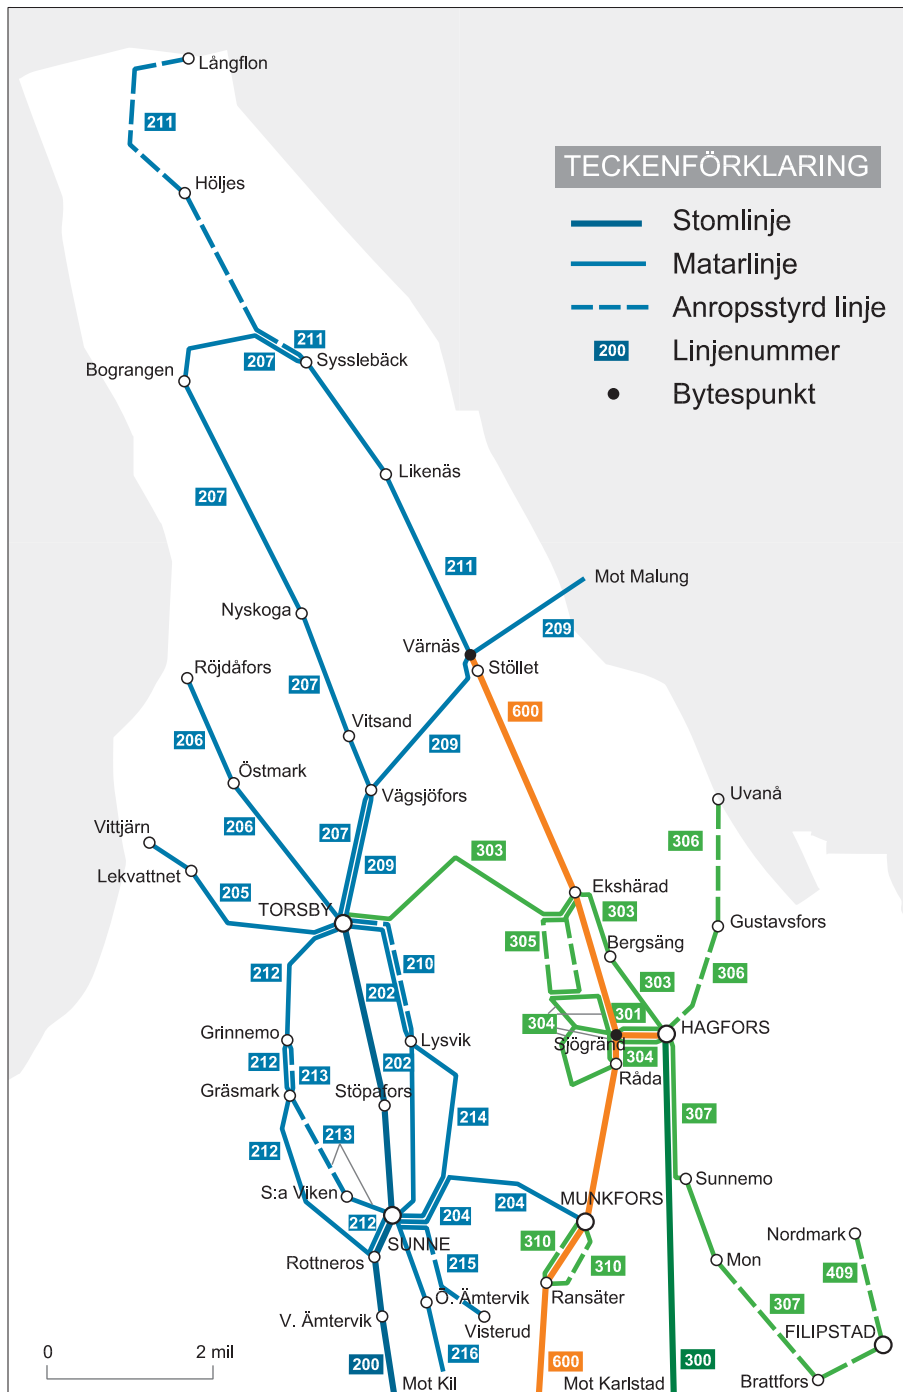 Långflon
211
Höljes
TECKENFÖRKLARING
Stomlinje
Matarlinje
Anropsstyrd linje
200 Linjenummer
Bytespunkt
211
207
Sysslebäck
Bograngen
Likenäs
207
211
Mot Malung
Nyskoga
209
Värnäs
Röjdåfors
Stöllet
207
600
206
Vitsand
209
Östmark
Vägsjöfors
Uvanå
206
207
Vittjärn
306
303
209
Lekvattnet
205
Ekshärad
TORSBY
303
Gustavsfors
305
Bergsäng
210
212
202
303
306
301
304
HAGFORS
Grinnemo
Lysvik
Sjögränd
304
212
202
213
Råda
Gräsmark
Stöpafors
307
214
213
212
Sunnemo
S:a Viken
MUNKFORS
204
212
204
SUNNE
Nordmark
310
Rottneros
215
310
Mon
409
Ransäter
Ö. Ämtervik
307
V. Ämtervik
Visterud
FILIPSTAD
0 2 mil
216
200
600
300
Mot Kil
Mot Karlstad
Brattfors